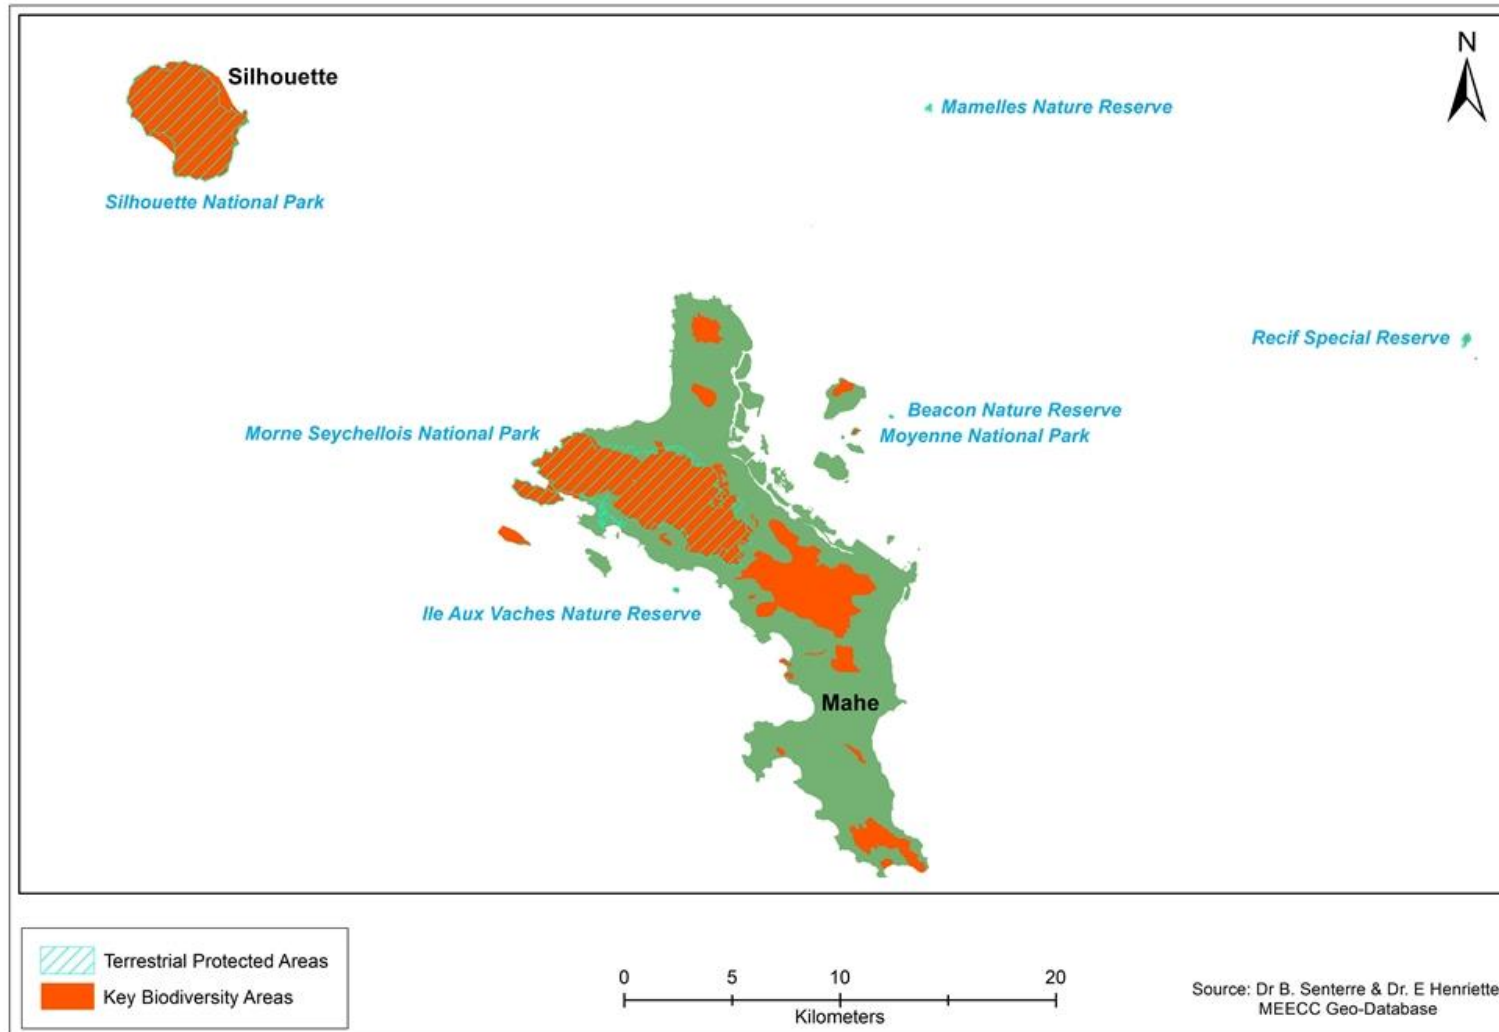 N
Silhouette
Mamelles Nature Reserve
Silhouette National Park
Recif Special Reserve
Beacon Nature Reserve
Morne Seychellois National Park
Moyenne National Park
Ile Aux Vaches Nature Reserve
Mahe
Terrestrial Protected Areas
Key Biodiversity Areas
0 5 10 20
Kilometers
Source: Dr B. Senterre & Dr. E Henriette
MEECC Geo-Database